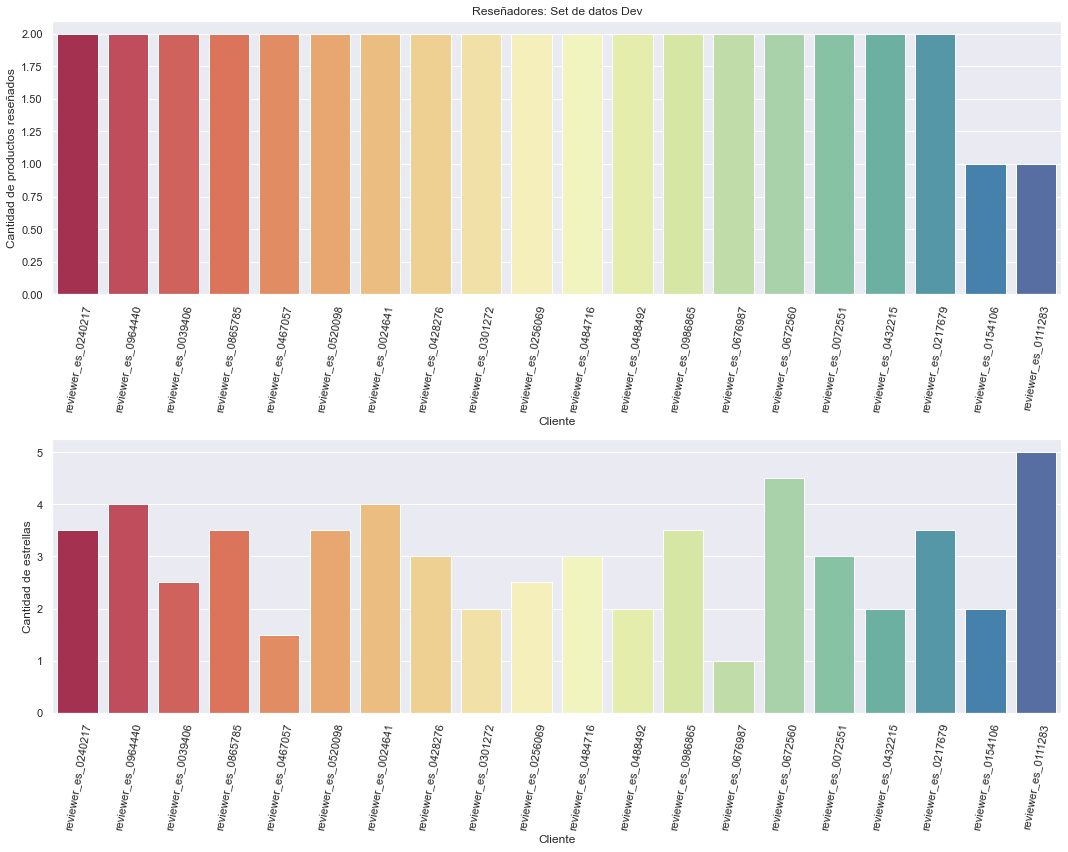 Reseñadores: Set de datos Dev
Cantidad de productos reseñados
2.00
1.75
1.50
1.25
1.00
0.75
0.50
0.25
0.00
reviewer_es_0240217
reviewer_es_0964440
reviewer_es_0039406
reviewer_es_0865785
reviewer_es_0467057
reviewer_es_0520098
reviewer_es_0024641
reviewer_es_0428276
reviewer_es_0301272
reviewer_es_0256069
reviewer_es_0484716
reviewer_es_0488492
reviewer_es_0986865
reviewer_es_0676987
reviewer_es_0672560
reviewer_es_0072551
reviewer_es_0432215
reviewer_es_0217679
reviewer_es_0154106
reviewer_es_0111283
Cliente
Cantidad de estrellas
5
4
3
2
1
0
reviewer_es_0240217
reviewer_es_0964440
reviewer_es_0039406
reviewer_es_0865785
reviewer_es_0467057
reviewer_es_0520098
reviewer_es_0024641
reviewer_es_0428276
reviewer_es_0301272
reviewer_es_0256069
reviewer_es_0484716
reviewer_es_0488492
reviewer_es_0986865
reviewer_es_0676987
reviewer_es_0672560
reviewer_es_0072551
reviewer_es_0432215
reviewer_es_0217679
reviewer_es_0154106
reviewer_es_0111283
Cliente